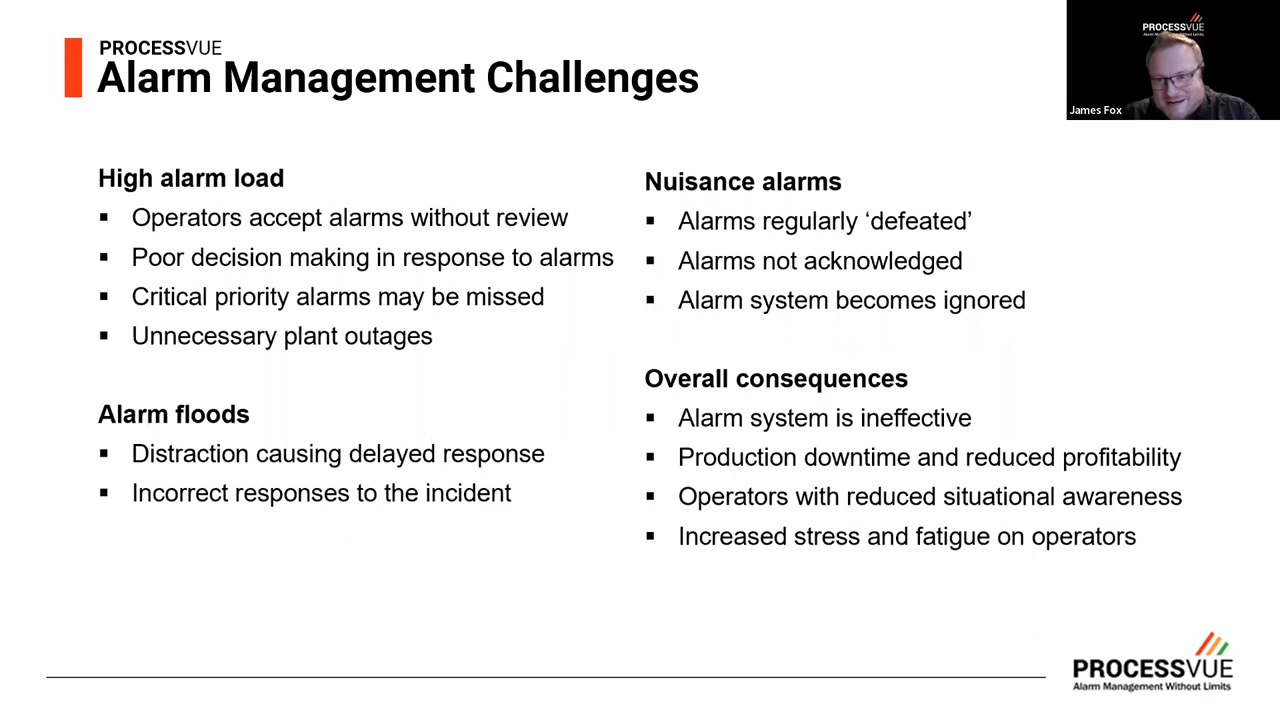 PROCESSVUE
Alarm Management Challenges
PROCESSVUE
Alarm Management Without Limits
James Fox
High alarm load
▪ Operators accept alarms without review
▪ Poor decision making in response to alarms
▪ Critical priority alarms may be missed
▪ Unnecessary plant outages
Alarm floods
▪ Distraction causing delayed response
▪ Incorrect responses to the incident
Nuisance alarms
▪ Alarms regularly ‘defeated’
▪ Alarms not acknowledged
▪ Alarm system becomes ignored
Overall consequences
▪ Alarm system is ineffective
▪ Production downtime and reduced profitability
▪ Operators with reduced situational awareness
▪ Increased stress and fatigue on operators
PROCESSVUE
Alarm Management Without Limits